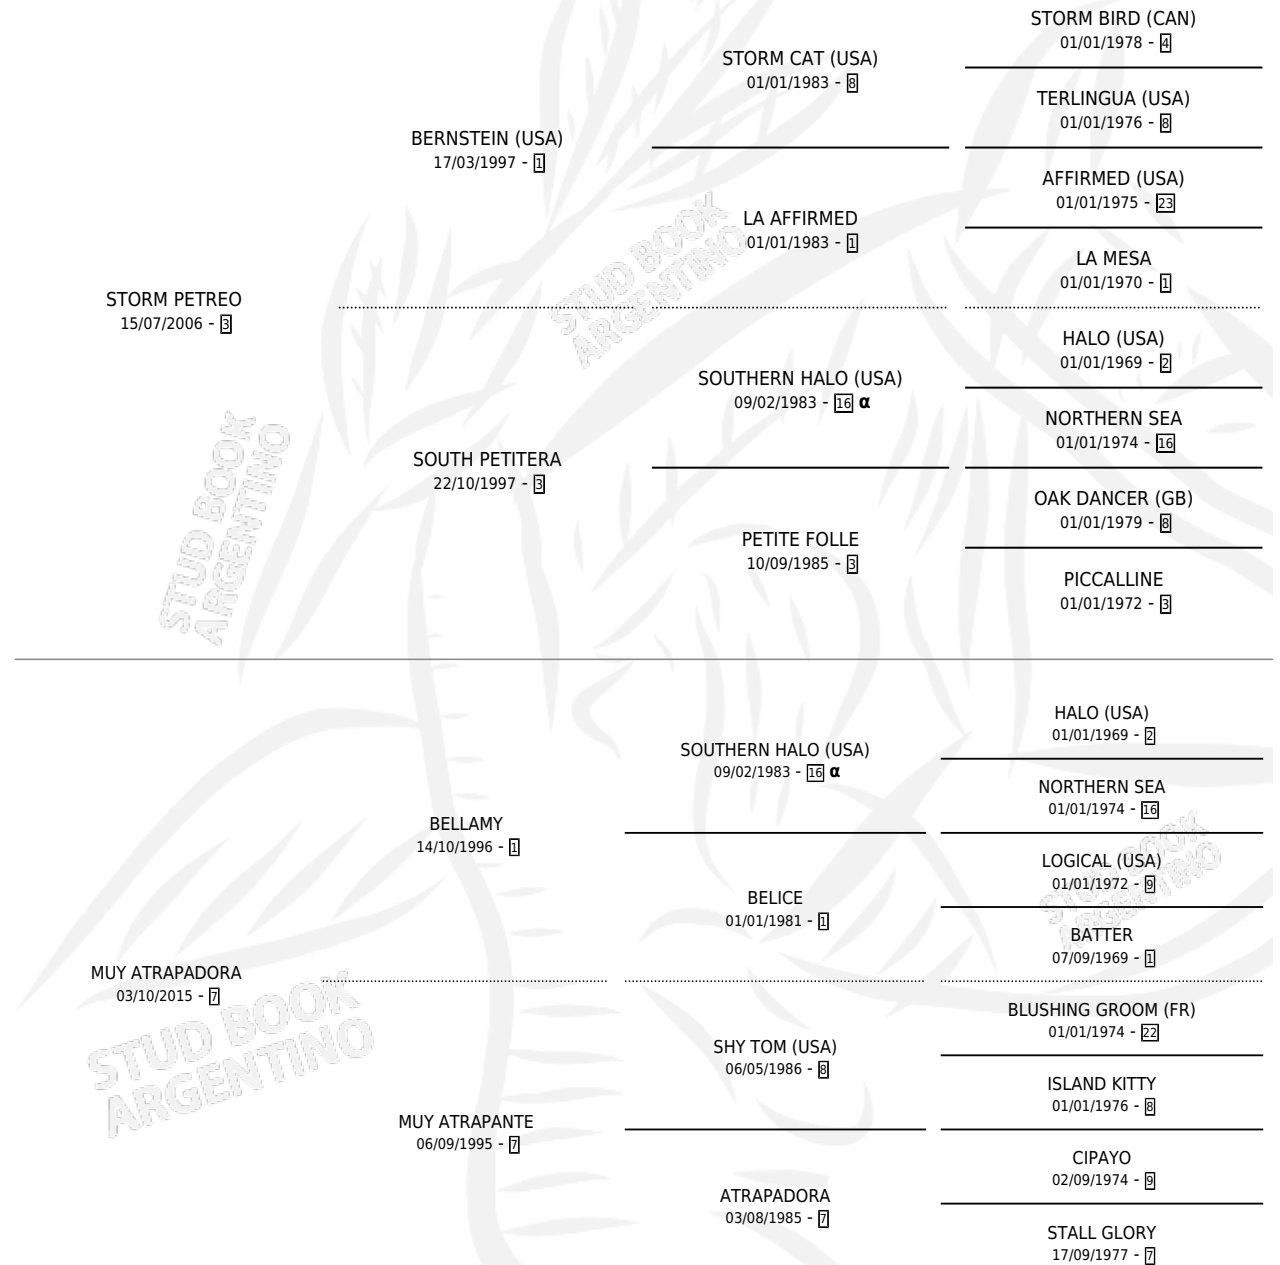 STORM BIRD (CAN)
01/01/1978 - 4
STORM CAT (USA)
01/01/1983 - 8
TERLINGUA (USA)
01/01/1976 - 8
BERNSTEIN (USA)
17/03/1997 - 1
AFFIRMED (USA)
01/01/1975 - 23
LA AFFIRMED
01/01/1983 - 1
LA MESA
01/01/1970 - 1
STORM PETREO
15/07/2006 - 3
HALO (USA)
01/01/1969 - 2
SOUTHERN HALO (USA)
09/02/1983 - 16 α
NORTHERN SEA
01/01/1974 - 16
SOUTH PETITERA
22/10/1997 - 3
OAK DANCER (GB)
01/01/1979 - 8
PETITE FOLLE
10/09/1985 - 3
PICCALLINE
01/01/1972 - 3
STUD BOOK
ARGENTINO
STUD BOOK
ARGENTINO
HALO (USA)
01/01/1969 - 2
SOUTHERN HALO (USA)
09/02/1983 - 16 α
NORTHERN SEA
01/01/1974 - 16
BELLAMY
14/10/1996 - 1
LOGICAL (USA)
01/01/1972 - 9
BELICE
01/01/1981 - 1
BATTER
07/09/1969 - 1
MUY ATRAPADORA
03/10/2015 - 7
BLUSHING GROOM (FR)
01/01/1974 - 22
SHY TOM (USA)
06/05/1986 - 8
ISLAND KITTY
01/01/1976 - 8
MUY ATRAPANTE
06/09/1995 - 7
CIPAYO
02/09/1974 - 9
ATRAPADORA
03/08/1985 - 7
STALL GLORY
17/09/1977 - 7
STUD BOOK
ARGENTINO
STUD BOOK
ARGENTINO